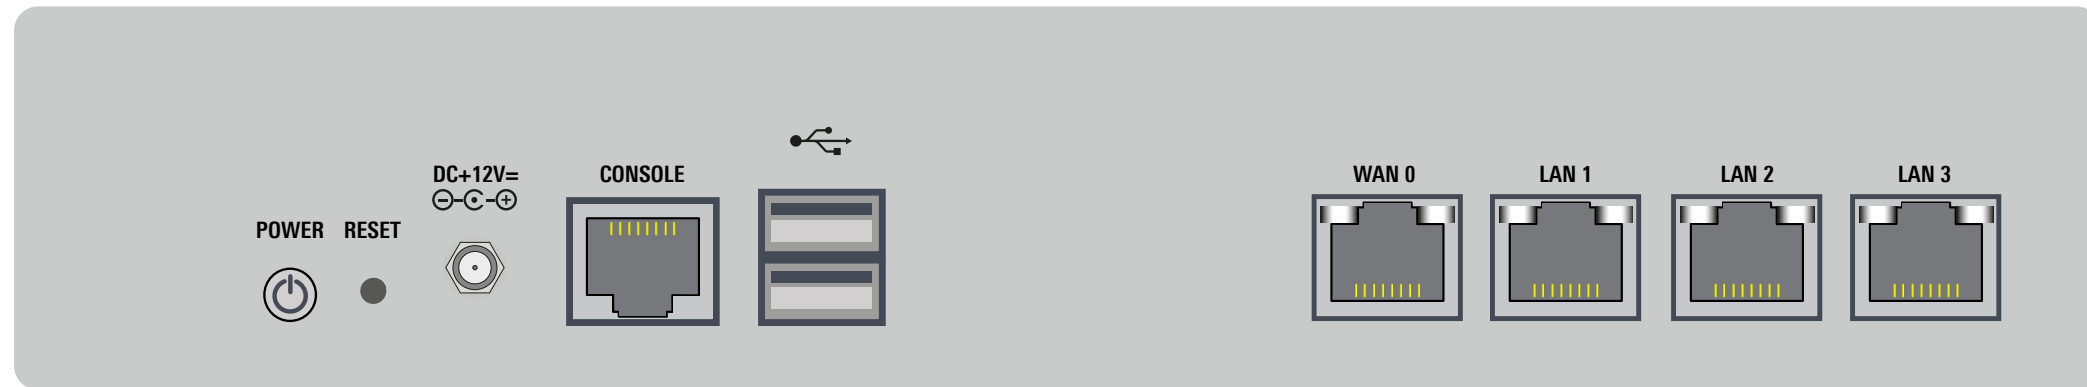 DC+12V=
CONSOLE
WAN 0
LAN 1
LAN 2
LAN 3
POWER
RESET